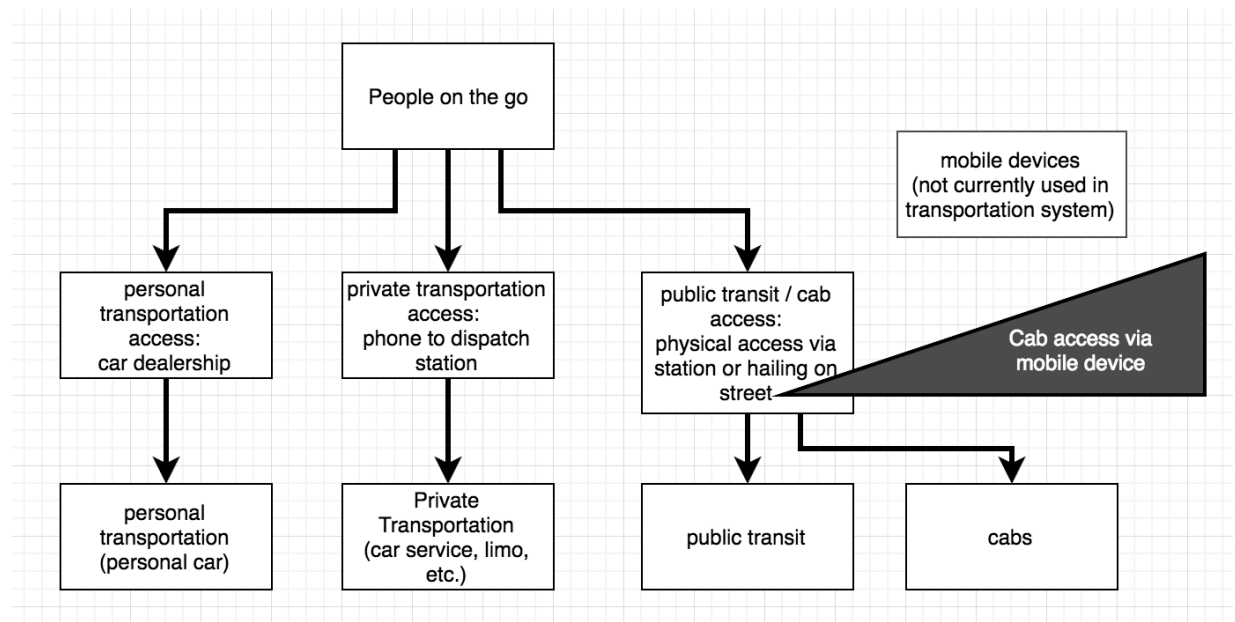 People on the go
mobile devices
(not currently used in
transportation system)
personal
transportation
access:
car dealership
private transportation
access:
phone to dispatch
station
public transit / cab
access:
physical access via
station or hailing on
street
Cab access via
mobile device
personal
transportation
(personal car)
Private
Transportation
(car service, limo,
etc.)
public transit
cabs